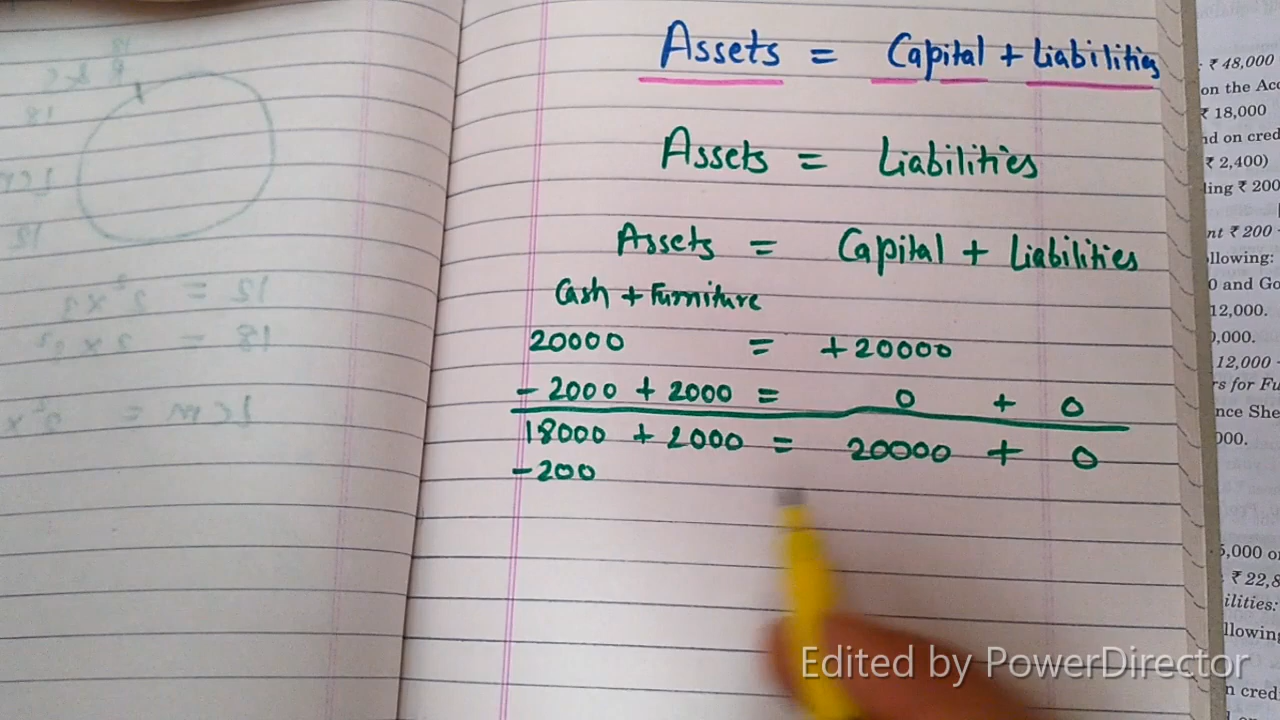 Assets = Capital + Liabilities
Assets = Liabilities
Assets = Capital + Liabilities
Cash + Furniture
20000 = +20000
- 2000 + 2000 = 0 + 0
18000 + 2000 = 20000 + 0
-200
₹ 48,000
on the Acc
₹ 18,000
nd on cred
₹ 2,400)
ling ₹ 200
nt ₹ 200
llowing:
0 and Go
12,000.
0,000.
12,000 -
rs for Fu
nce She
000.
5,000 or
₹ 22,8
ilities:
llowing
n cred
Edited by PowerDirector